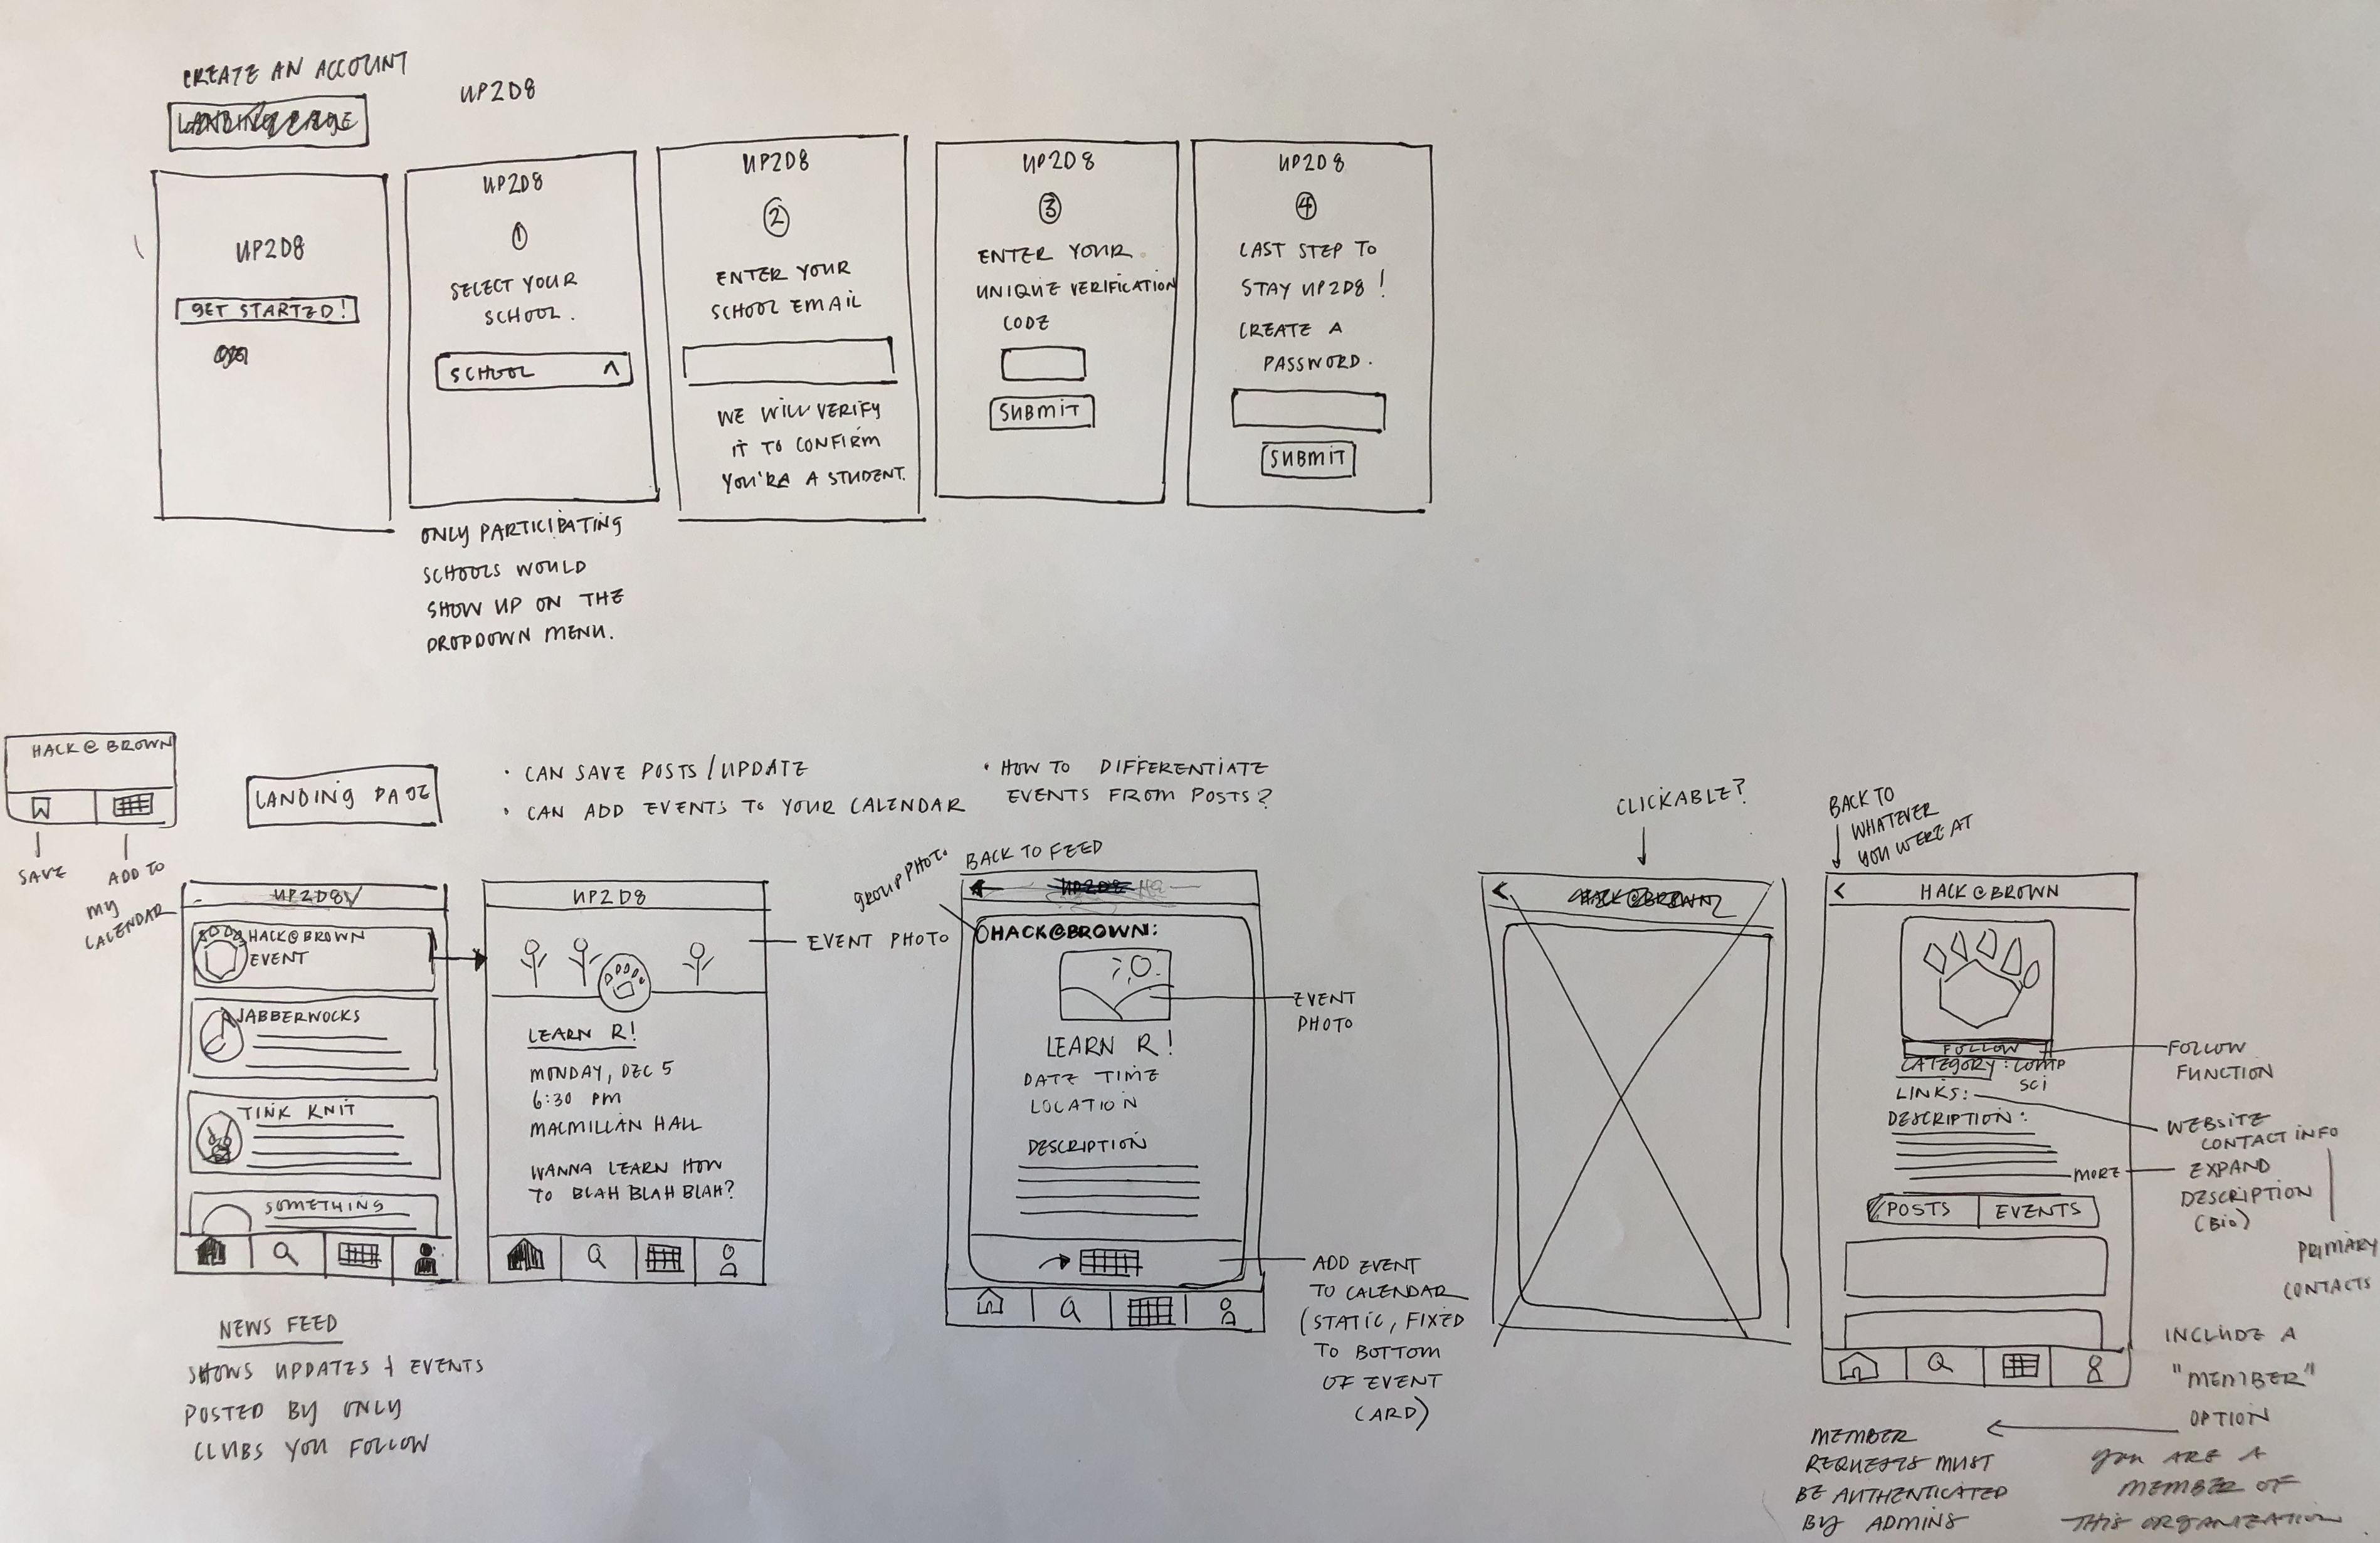 CREATE AN ACCOUNT
UP2D8
UP2D8
GET STARTED!
UP2D8
1
SELECT YOUR
SCHOOL.
SCHOOL ^
ONLY PARTICIPATING
SCHOOLS WOULD
SHOW UP ON THE
DROPDOWN MENU.
UP2D8
2
ENTER YOUR
SCHOOL EMAIL
WE WILL VERIFY
IT TO CONFIRM
YOU'RE A STUDENT.
UP2D8
3
ENTER YOUR
UNIQUE VERIFICATION
CODE
SUBMIT
UP2D8
4
LAST STEP TO
STAY UP2D8!
CREATE A
PASSWORD.
SUBMIT
HACK@BROWN
SAVE
ADD TO
MY
CALENDAR
LANDING PAGE
• CAN SAVE POSTS/UPDATE
• CAN ADD EVENTS TO YOUR CALENDAR
• HOW TO DIFFERENTIATE
EVENTS FROM POSTS?
UP2D8
HACK@BROWN
EVENT
JABBERWOCKS
TINK KNIT
SOMETHING
NEWS FEED
SHOWS UPDATES + EVENTS
POSTED BY ONLY
CLUBS YOU FOLLOW
UP2D8
EVENT PHOTO
LEARN R!
MONDAY, DEC 5
6:30 PM
MACMILLAN HALL
WANNA LEARN HOW
TO BLAH BLAH BLAH?
GROUP PHOTO
BACK TO FEED
HACK@BROWN:
EVENT
PHOTO
LEARN R!
DATE TIME
LOCATION
DESCRIPTION
ADD EVENT
TO CALENDAR
(STATIC, FIXED
TO BOTTOM
OF EVENT
CARD)
CLICKABLE?
<
HACK@BROWN
BACK TO
WHATEVER
YOU WERE AT
< HACK@BROWN
FOLLOW
FOLLOW
FUNCTION
CATEGORY: COMP
SCI
LINKS:
WEBSITE
CONTACT INFO
DESCRIPTION:
MORE
EXPAND
DESCRIPTION
(BIO)
POSTS EVENTS
PRIMARY
CONTACTS
INCLUDE A
"MEMBER"
OPTION
MEMBER
REQUESTS MUST
BE AUTHENTICATED
BY ADMINS
YOU ARE A
MEMBER OF
THIS ORGANIZATION